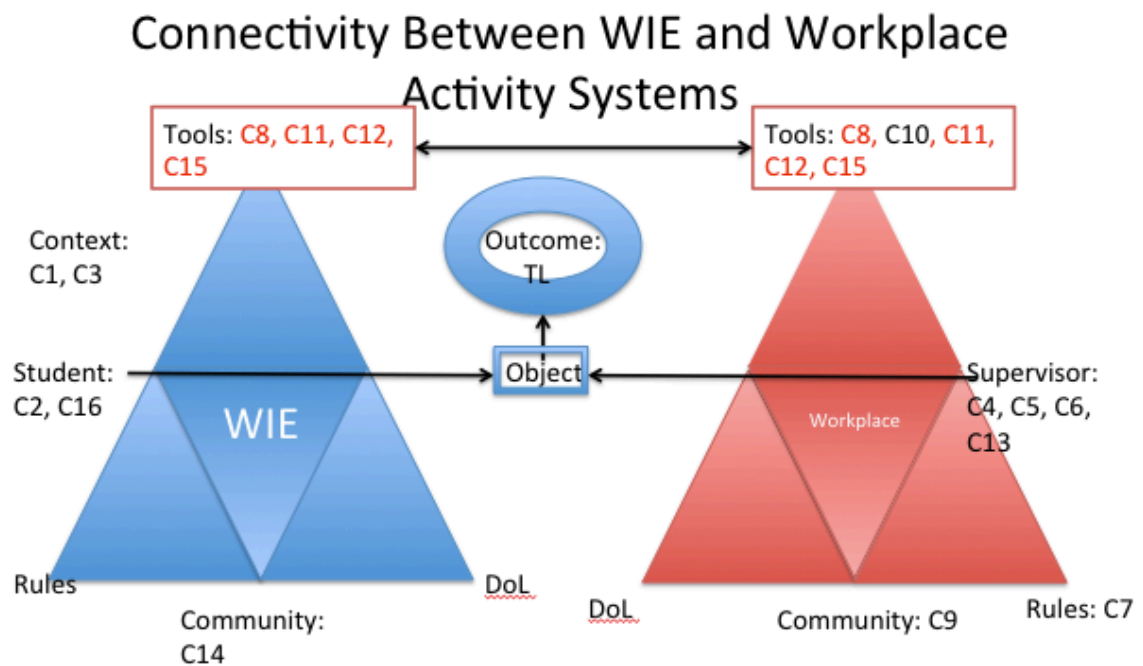 Connectivity Between WIE and Workplace
Activity Systems
Tools: C8, C11, C12,
C15
Tools: C8, C10, C11,
C12, C15
Context:
C1, C3
Outcome:
TL
Student:
C2, C16
Object
Supervisor:
C4, C5, C6,
C13
WIE
Workplace
Rules
DoL
Community:
C14
DoL
Community: C9
Rules: C7